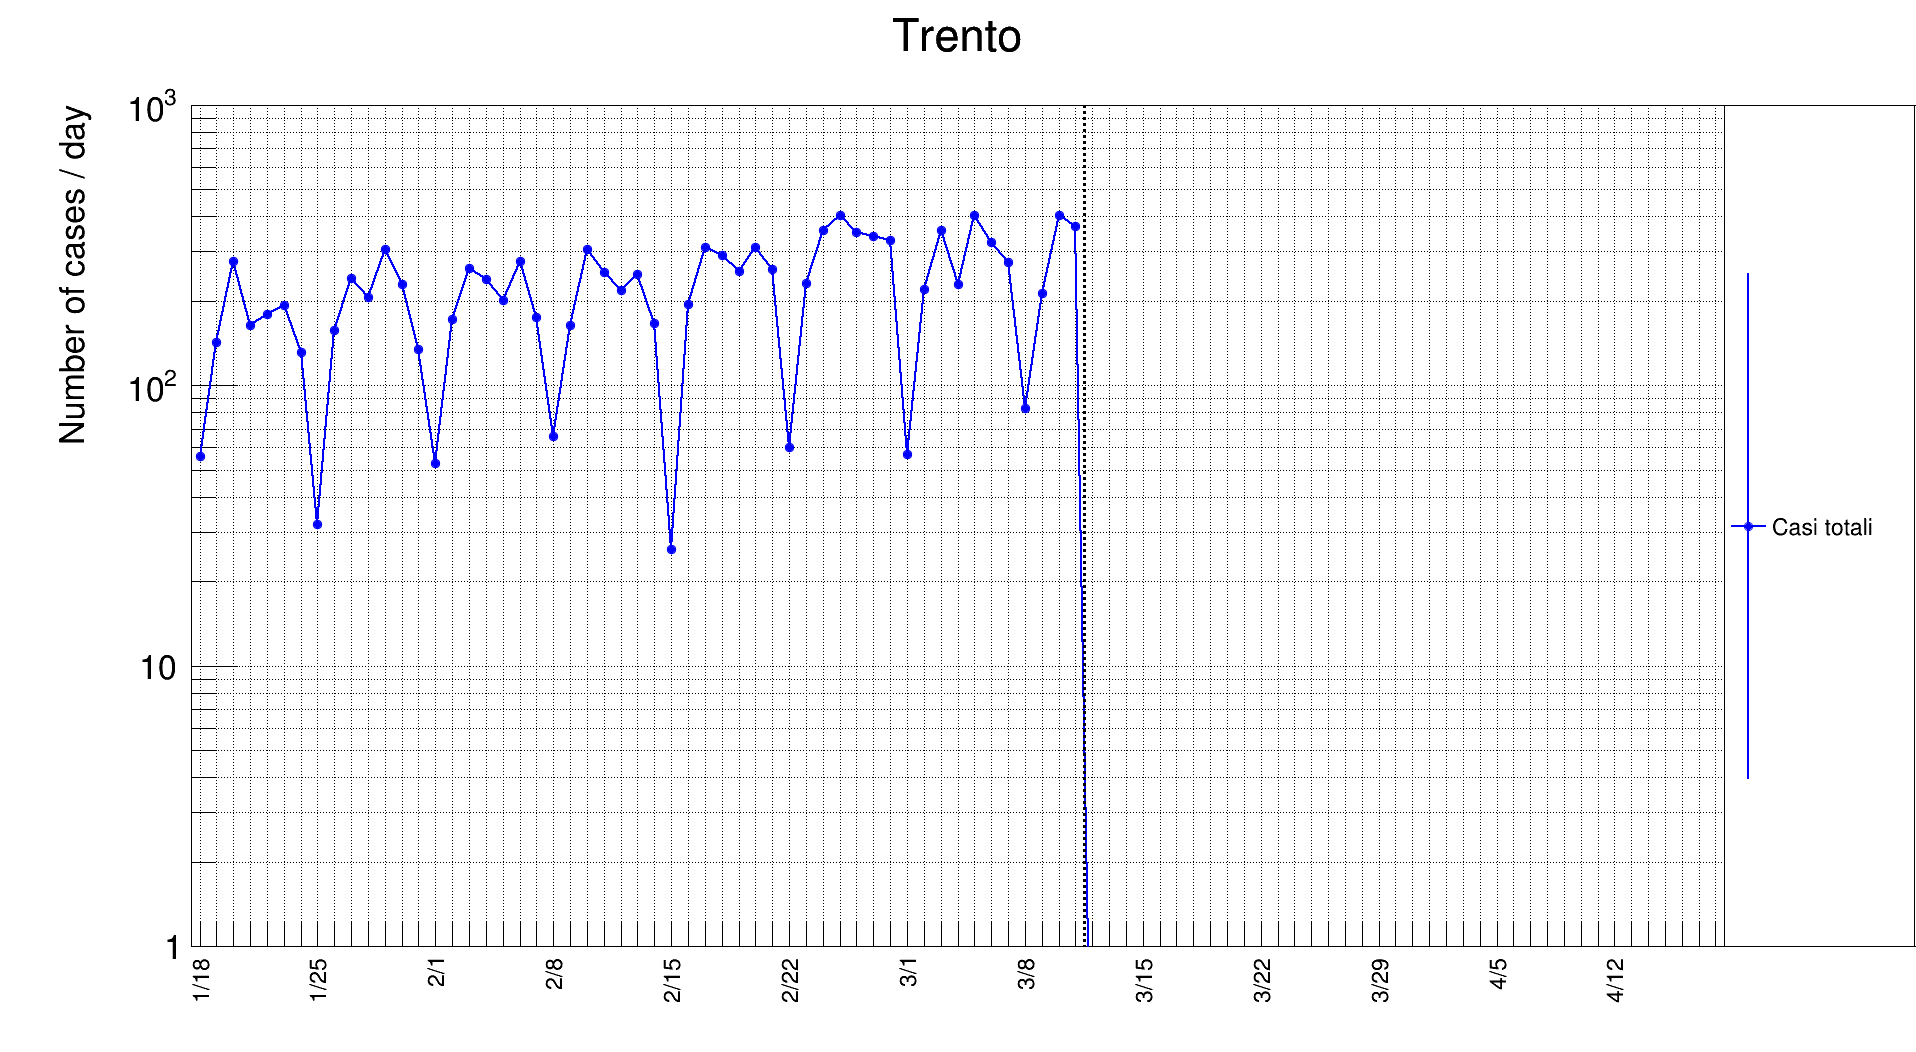 Trento
Number of cases / day
10³
10²
10
1
1/18 1/25 2/1 2/8 2/15 2/22 3/1 3/8 3/15 3/22 3/29 4/5 4/12
Casi totali